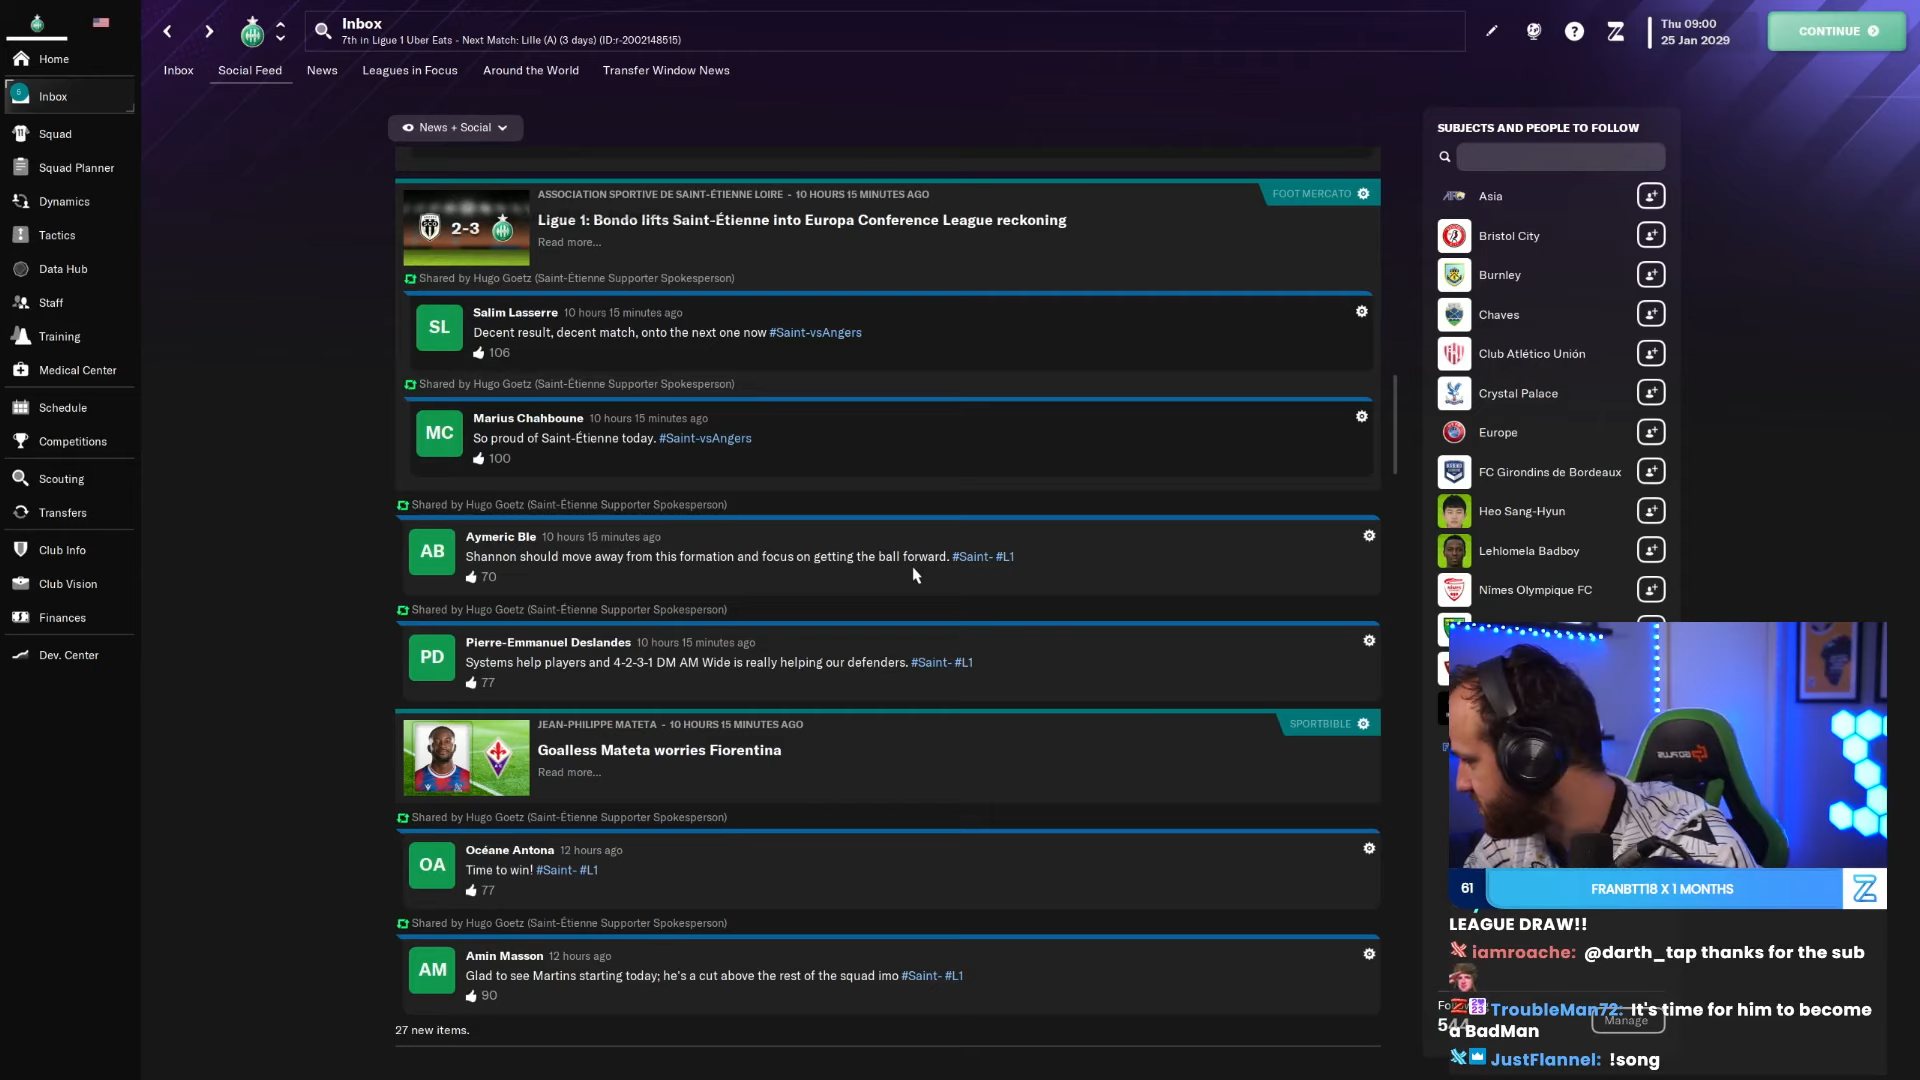 Inbox
7th in Ligue 1 Uber Eats - Next Match: Lille (A) (3 days) (ID:r-2002148515)
Thu 09:00
25 Jan 2029
CONTINUE
Home
5
Inbox
Squad
Squad Planner
Dynamics
Tactics
Data Hub
Staff
Training
Medical Center
Schedule
Competitions
Scouting
Transfers
Club Info
Club Vision
Finances
Dev. Center
Inbox
Social Feed
News
Leagues in Focus
Around the World
Transfer Window News
News + Social
ASSOCIATION SPORTIVE DE SAINT-ÉTIENNE LOIRE - 10 HOURS 15 MINUTES AGO
FOOT MERCATO
2-3
Ligue 1: Bondo lifts Saint-Étienne into Europa Conference League reckoning
Read more...
Shared by Hugo Goetz (Saint-Étienne Supporter Spokesperson)
SL
Salim Lasserre 10 hours 15 minutes ago
Decent result, decent match, onto the next one now #Saint-vsAngers
106
Shared by Hugo Goetz (Saint-Étienne Supporter Spokesperson)
MC
Marius Chahboune 10 hours 15 minutes ago
So proud of Saint-Étienne today. #Saint-vsAngers
100
Shared by Hugo Goetz (Saint-Étienne Supporter Spokesperson)
AB
Aymeric Ble 10 hours 15 minutes ago
Shannon should move away from this formation and focus on getting the ball forward. #Saint- #L1
70
Shared by Hugo Goetz (Saint-Étienne Supporter Spokesperson)
PD
Pierre-Emmanuel Deslandes 10 hours 15 minutes ago
Systems help players and 4-2-3-1 DM AM Wide is really helping our defenders. #Saint- #L1
77
JEAN-PHILIPPE MATETA - 10 HOURS 15 MINUTES AGO
SPORTBIBLE
Goalless Mateta worries Fiorentina
Read more...
Shared by Hugo Goetz (Saint-Étienne Supporter Spokesperson)
OA
Océane Antona 12 hours ago
Time to win! #Saint- #L1
77
Shared by Hugo Goetz (Saint-Étienne Supporter Spokesperson)
AM
Amin Masson 12 hours ago
Glad to see Martins starting today; he's a cut above the rest of the squad imo #Saint- #L1
90
27 new items.
SUBJECTS AND PEOPLE TO FOLLOW
Asia
Bristol City
Burnley
Chaves
Club Atlético Unión
Crystal Palace
Europe
FC Girondins de Bordeaux
Heo Sang-Hyun
Lehlomela Badboy
Nîmes Olympique FC
61
FRANBTT18 X 1 MONTHS
LEAGUE DRAW!!
iamroache: @darth_tap thanks for the sub
TroubleMan72: It's time for him to become
a BadMan
Manage
JustFlannel: !song